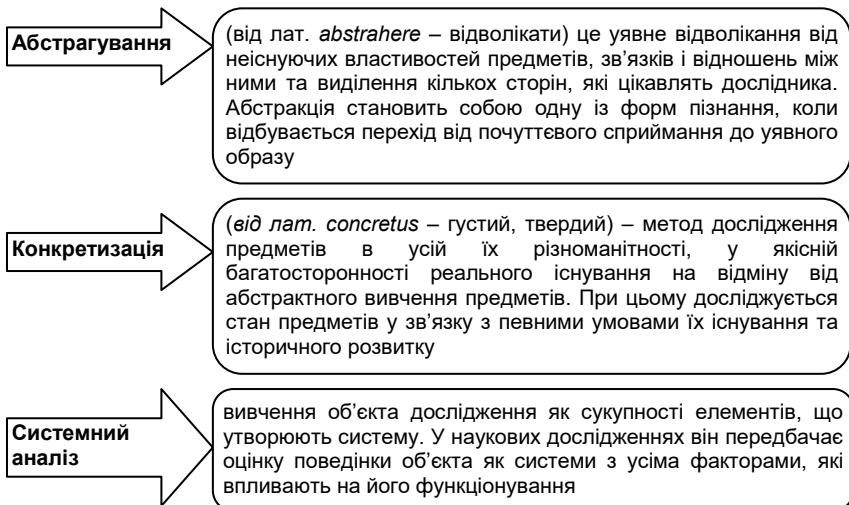 Абстрагування
(від лат. abstrahere – відволікати) це уявне відволікання від
неіснуючих властивостей предметів, зв’язків і відношень між
ними та виділення кількох сторін, які цікавлять дослідника.
Абстракція становить собою одну із форм пізнання, коли
відбувається перехід від почуттєвого сприймання до уявного
образу
Конкретизація
(від лат. concretus – густий, твердий) – метод дослідження
предметів в усій їх різноманітності, у якісній
багатосторонності реального існування на відміну від
абстрактного вивчення предметів. При цьому досліджується
стан предметів у зв’язку з певними умовами їх існування та
історичного розвитку
Системний
аналіз
вивчення об’єкта дослідження як сукупності елементів, що
утворюють систему. У наукових дослідженнях він передбачає
оцінку поведінки об’єкта як системи з усіма факторами, які
впливають на його функціонування